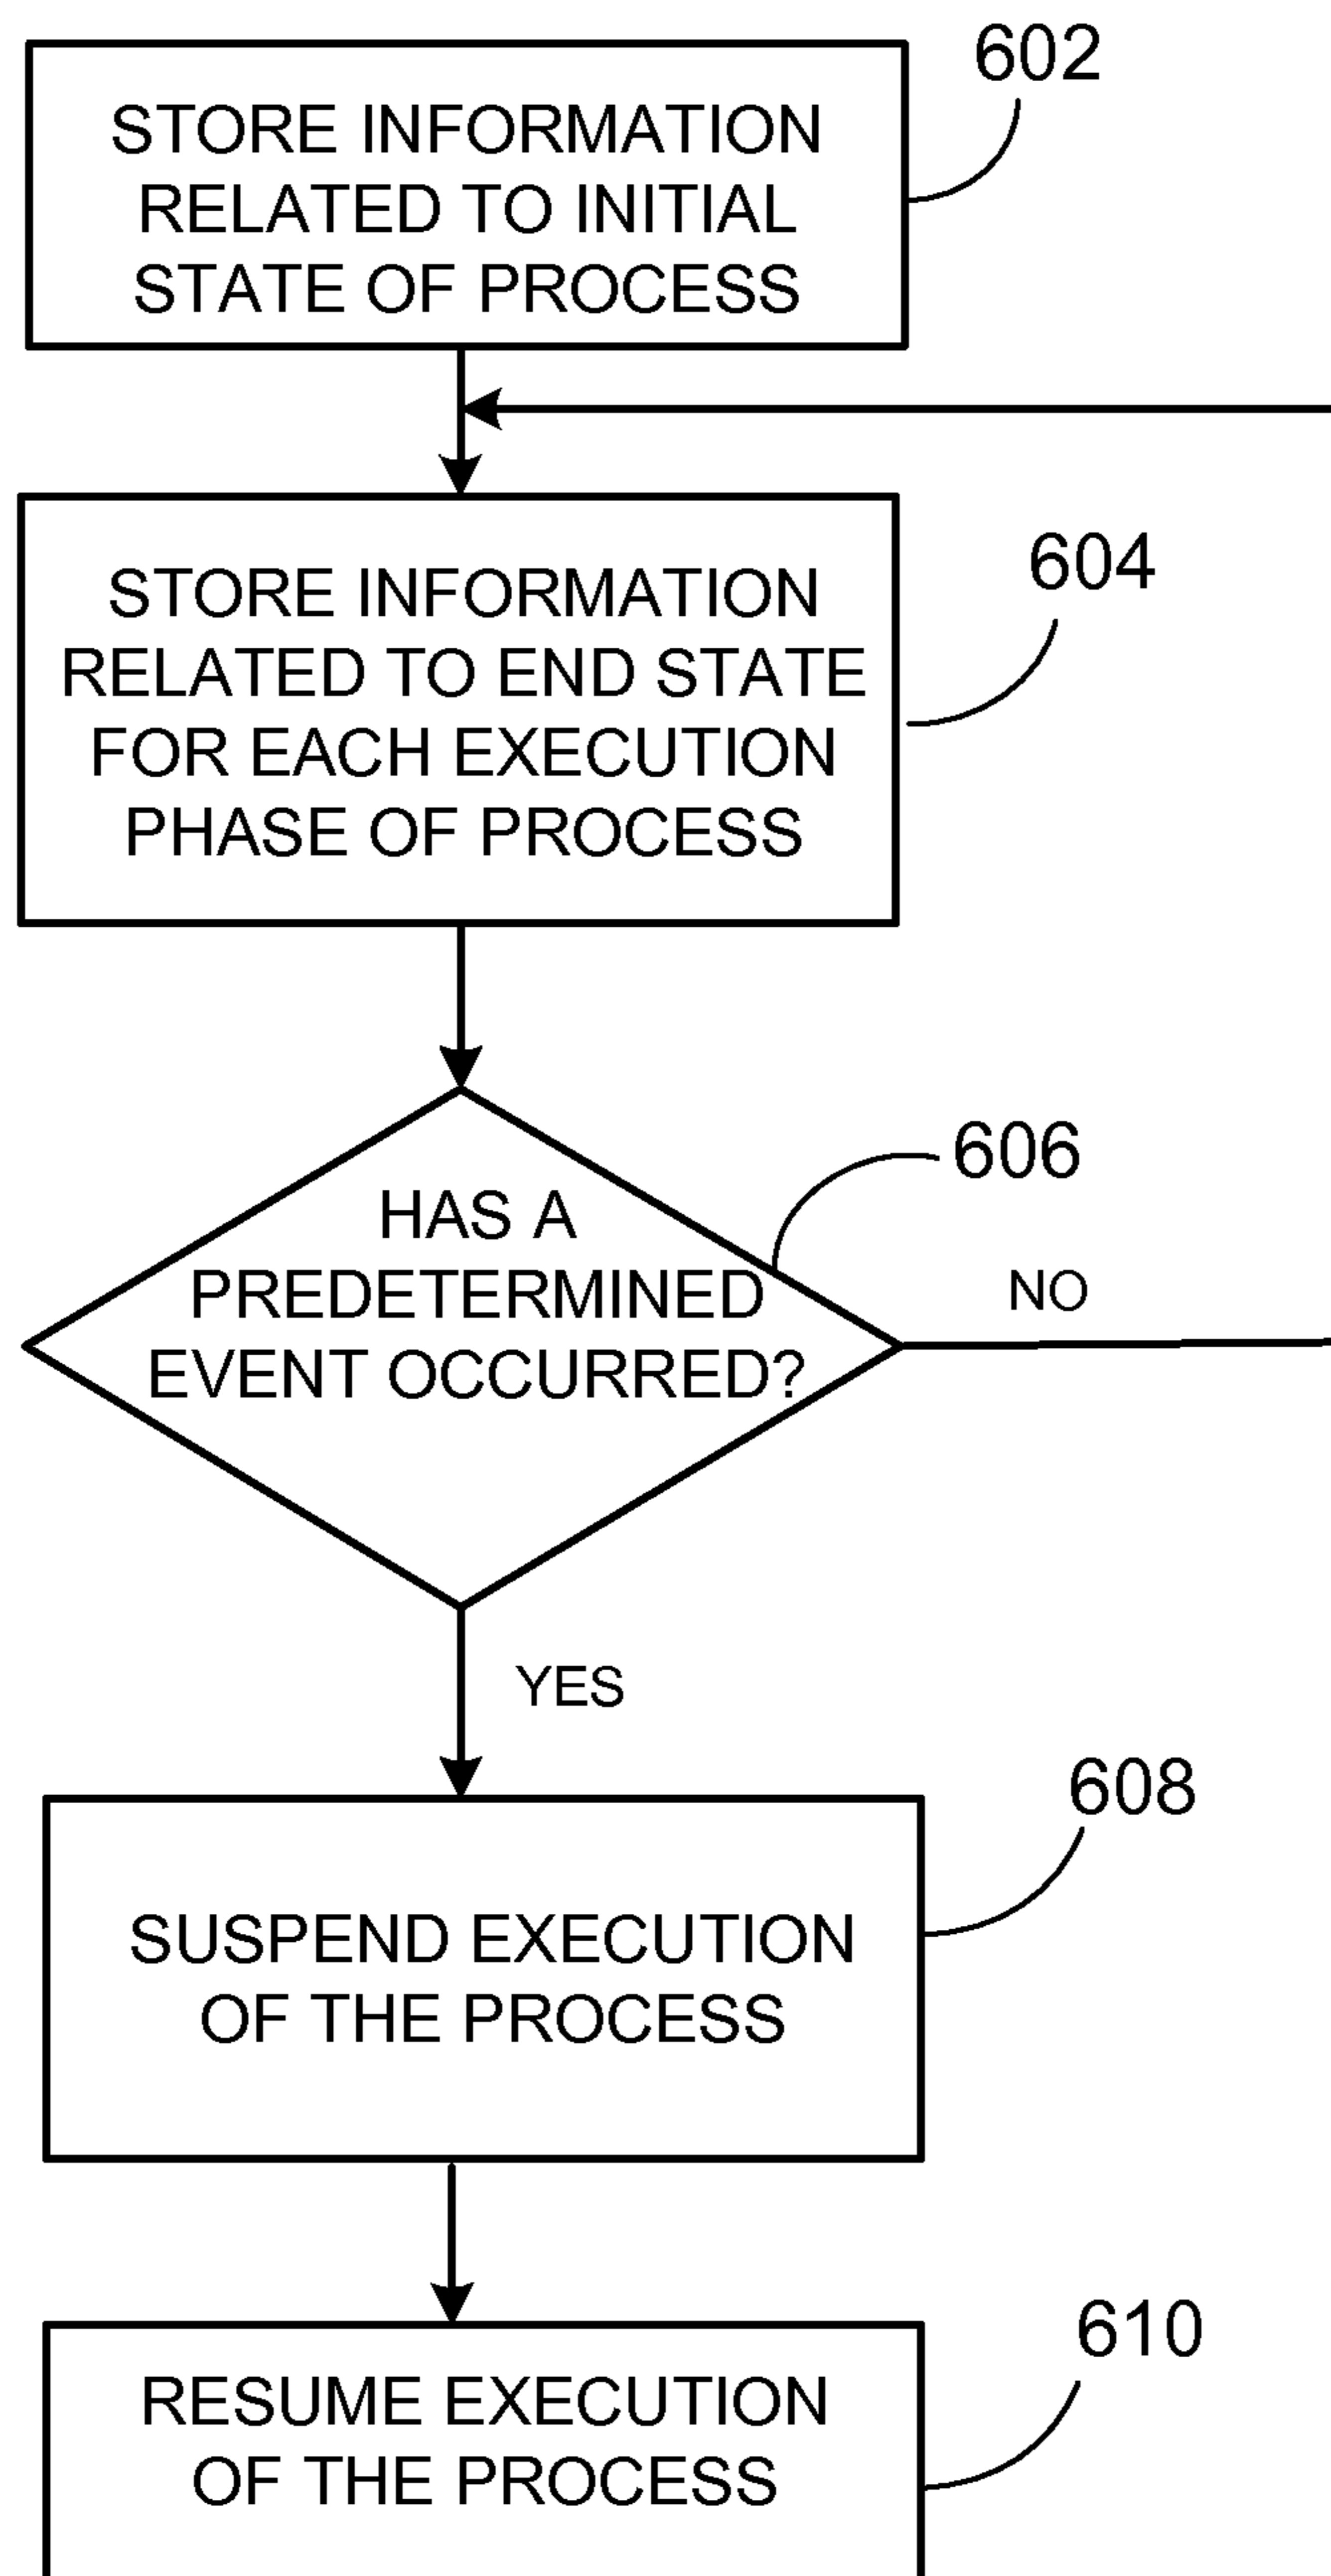 602
STORE INFORMATION
RELATED TO INITIAL
STATE OF PROCESS
604
STORE INFORMATION
RELATED TO END STATE
FOR EACH EXECUTION
PHASE OF PROCESS
606
HAS A
PREDETERMINED
EVENT OCCURRED?
NO
YES
608
SUSPEND EXECUTION
OF THE PROCESS
610
RESUME EXECUTION
OF THE PROCESS